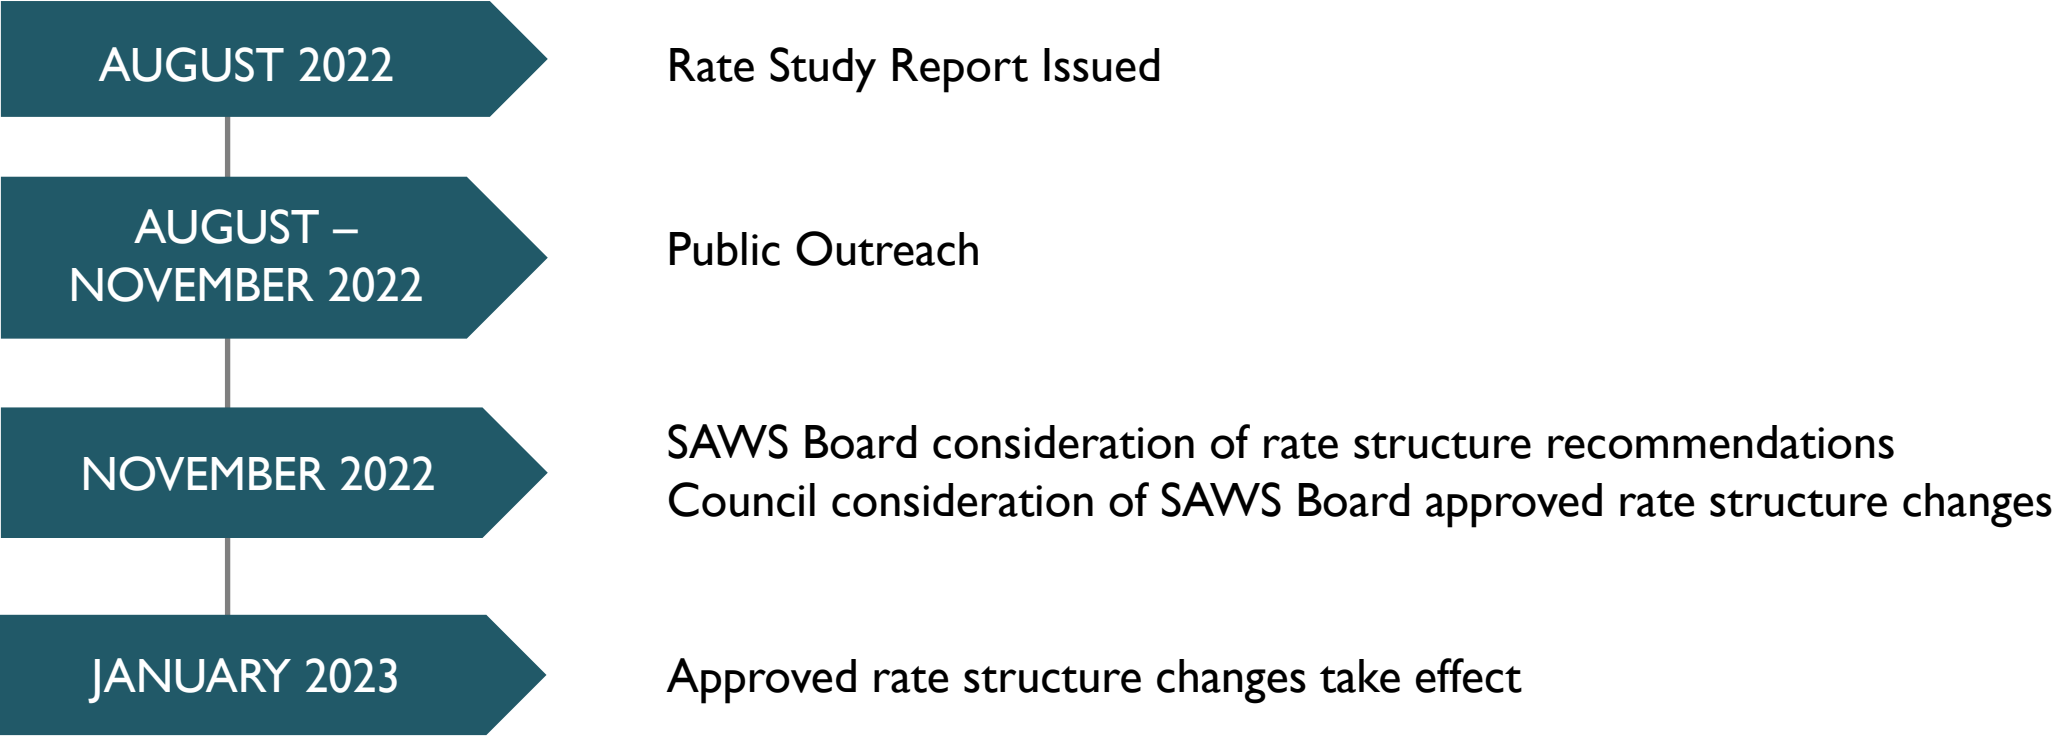 AUGUST 2022
Rate Study Report Issued
AUGUST –
NOVEMBER 2022
Public Outreach
NOVEMBER 2022
SAWS Board consideration of rate structure recommendations
Council consideration of SAWS Board approved rate structure changes
JANUARY 2023
Approved rate structure changes take effect